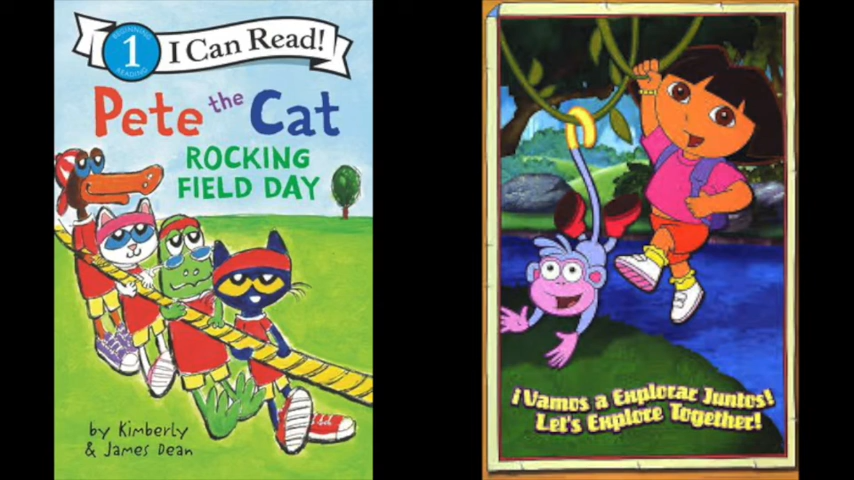 BEGINNING
1
READING
I Can Read!
Pete the Cat
ROCKING
FIELD DAY
by Kimberly
& James Dean
¡Vamos a Explorar Juntos!
Let's Explore Together!